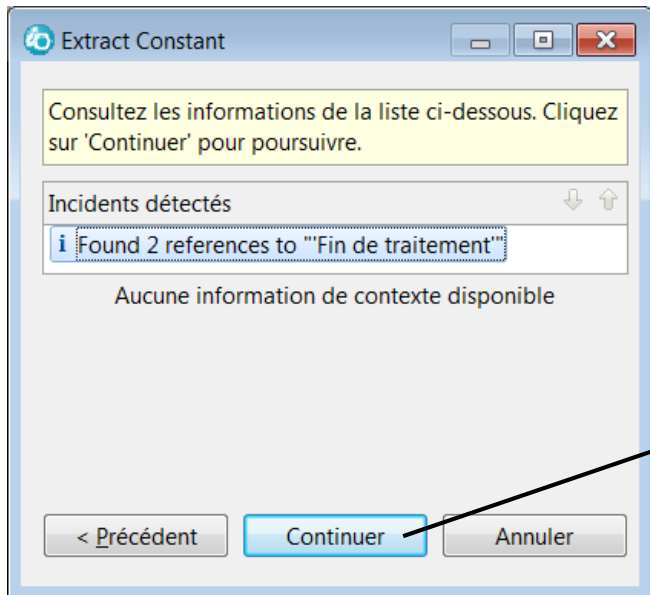 Extract Constant
Consultez les informations de la liste ci-dessous. Cliquez
sur 'Continuer' pour poursuivre.
Incidents détectés
i Found 2 references to "'Fin de traitement'"
Aucune information de contexte disponible
< Précédent Continuer Annuler